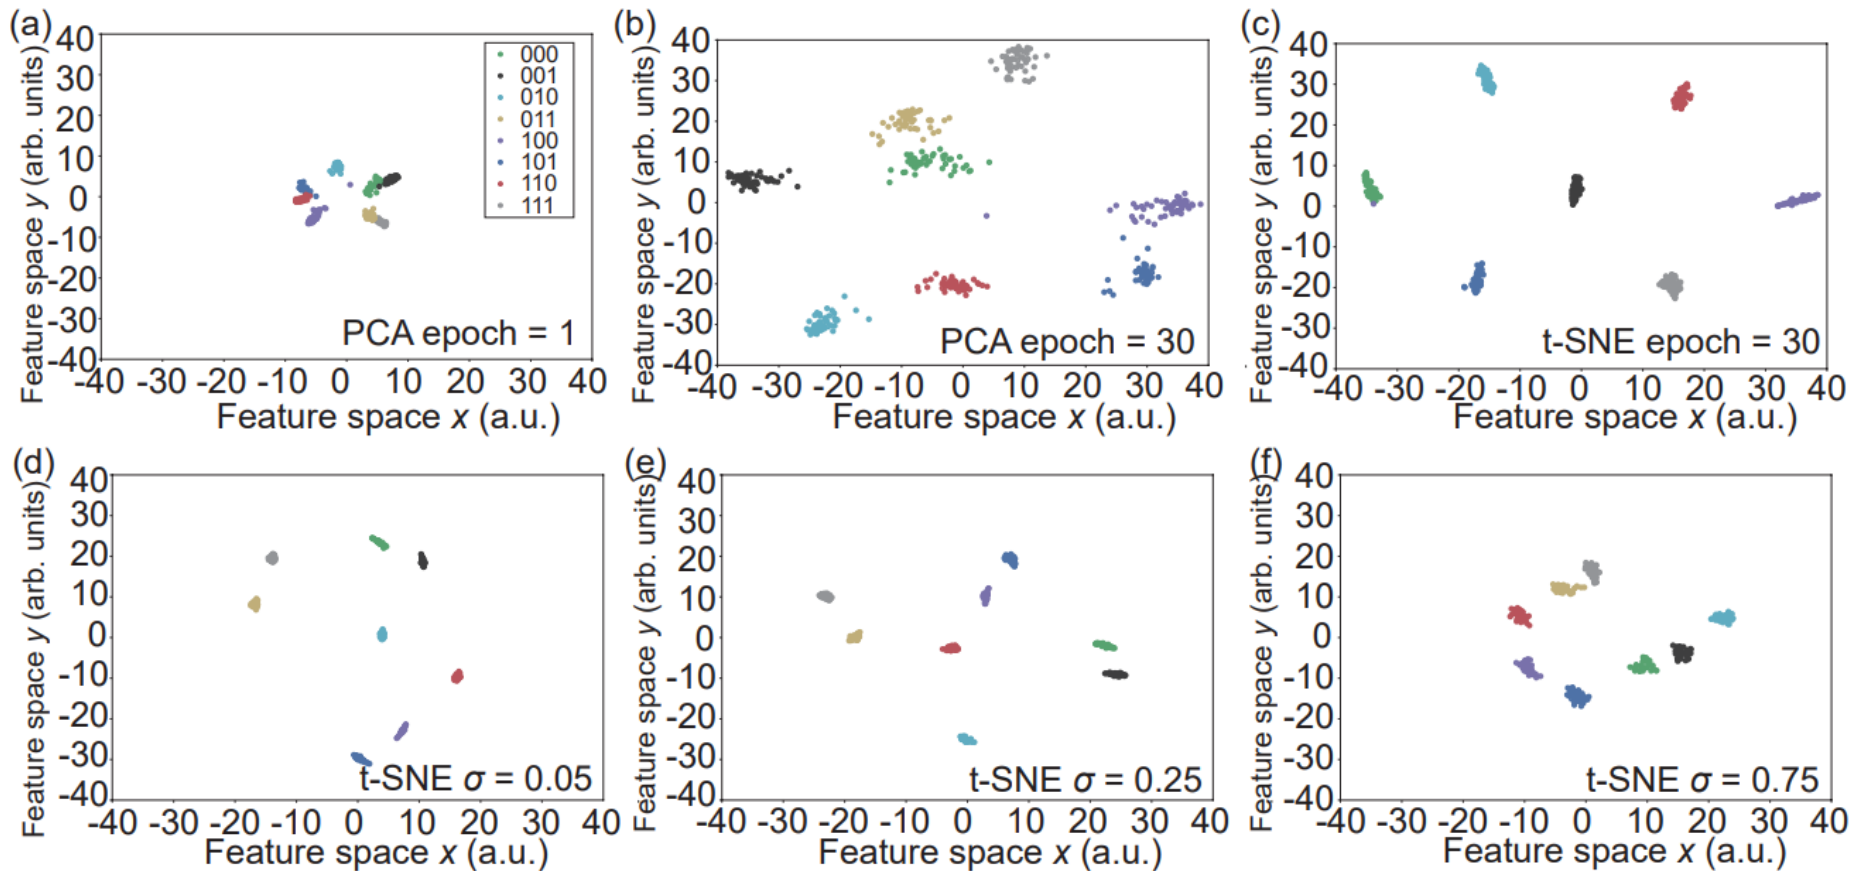 (a)
Feature space y (arb. units)
40
30
20
10
0
-10
-20
-30
-40
000
001
010
011
100
101
110
111
PCA epoch = 1
-40 -30 -20 -10 0 10 20 30 40
Feature space x (a.u.)
(b)
Feature space y (arb. units)
40
30
20
10
0
-10
-20
-30
-40
PCA epoch = 30
-40 -30 -20 -10 0 10 20 30 40
Feature space x (a.u.)
(c)
Feature space y (arb. units)
40
30
20
10
0
-10
-20
-30
-40
t-SNE epoch = 30
-40 -30 -20 -10 0 10 20 30 40
Feature space x (a.u.)
(d)
Feature space y (arb. units)
40
30
20
10
0
-10
-20
-30
-40
t-SNE σ = 0.05
-40 -30 -20 -10 0 10 20 30 40
Feature space x (a.u.)
(e)
Feature space y (arb. units)
40
30
20
10
0
-10
-20
-30
-40
t-SNE σ = 0.25
-40 -30 -20 -10 0 10 20 30 40
Feature space x (a.u.)
(f)
Feature space y (arb. units)
40
30
20
10
0
-10
-20
-30
-40
t-SNE σ = 0.75
-40 -30 -20 -10 0 10 20 30 40
Feature space x (a.u.)